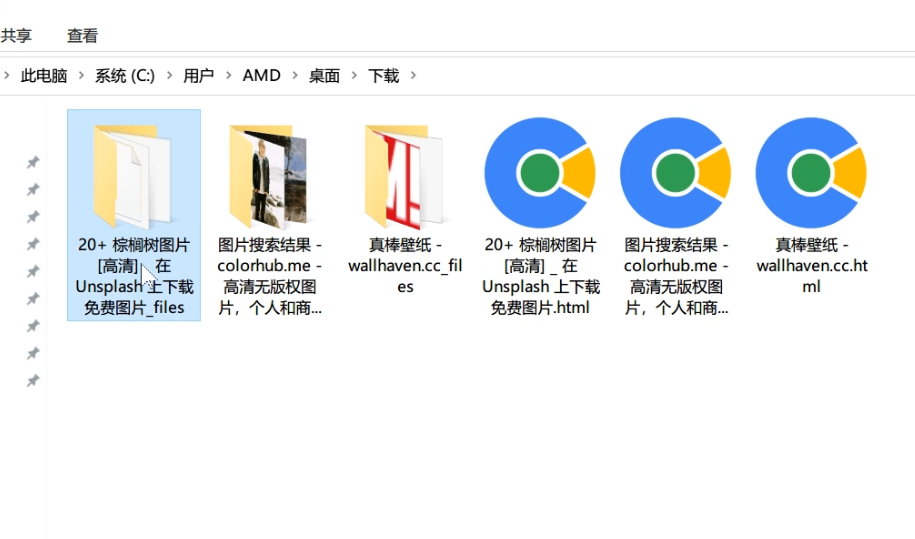 共享 查看
此电脑 › 系统 (C:) › 用户 › AMD › 桌面 › 下载 ›
20+ 棕榈树图片
[高清] _ 在
Unsplash 上下载
免费图片_files
图片搜索结果 -
colorhub.me -
高清无版权图
片，个人和商...
真棒壁纸 -
wallhaven.cc_fil
es
20+ 棕榈树图片
[高清] _ 在
Unsplash 上下载
免费图片.html
图片搜索结果 -
colorhub.me -
高清无版权图
片，个人和商...
真棒壁纸 -
wallhaven.cc.ht
ml